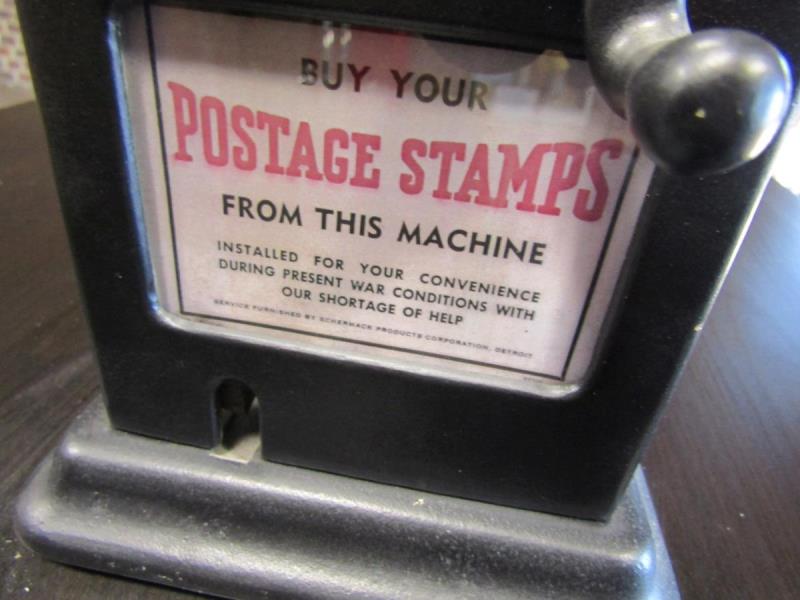 BUY YOUR
POSTAGE STAMPS
FROM THIS MACHINE
INSTALLED FOR YOUR CONVENIENCE
DURING PRESENT WAR CONDITIONS WITH
OUR SHORTAGE OF HELP
SERVICE FURNISHED BY SCHERMACK PRODUCTS CORPORATION, DETROIT